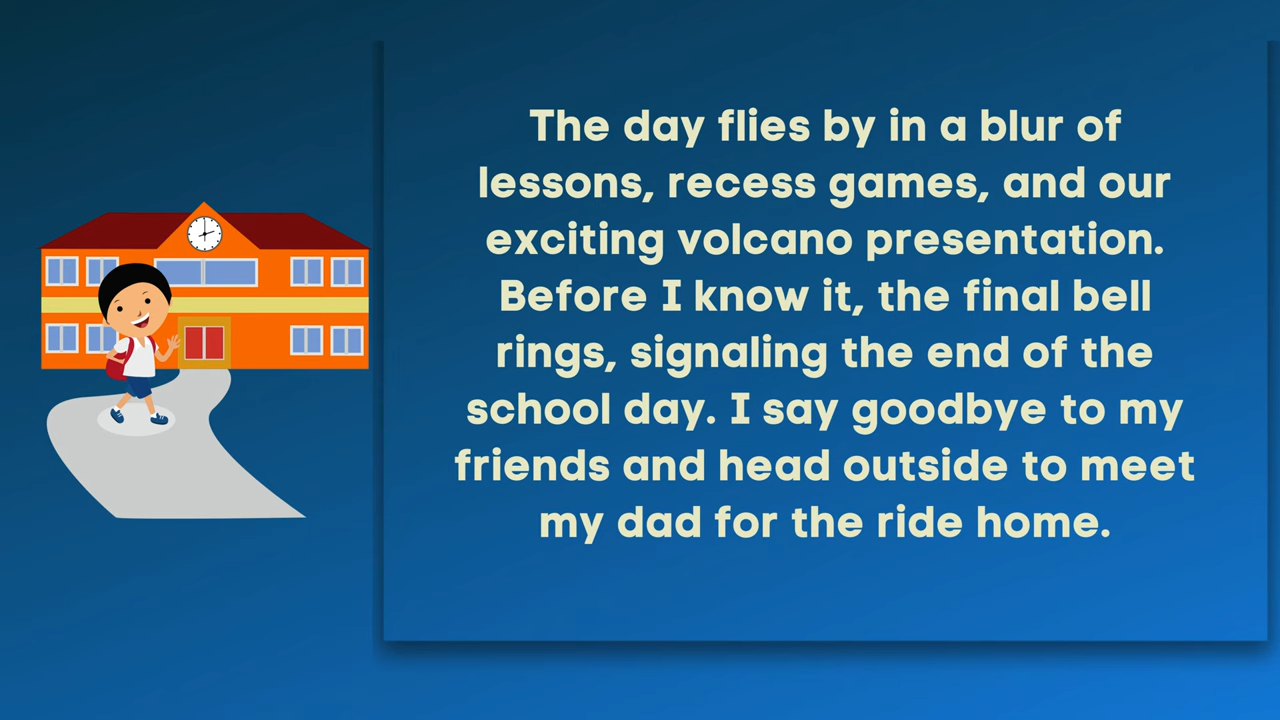 The day flies by in a blur of
lessons, recess games, and our
exciting volcano presentation.
Before I know it, the final bell
rings, signaling the end of the
school day. I say goodbye to my
friends and head outside to meet
my dad for the ride home.